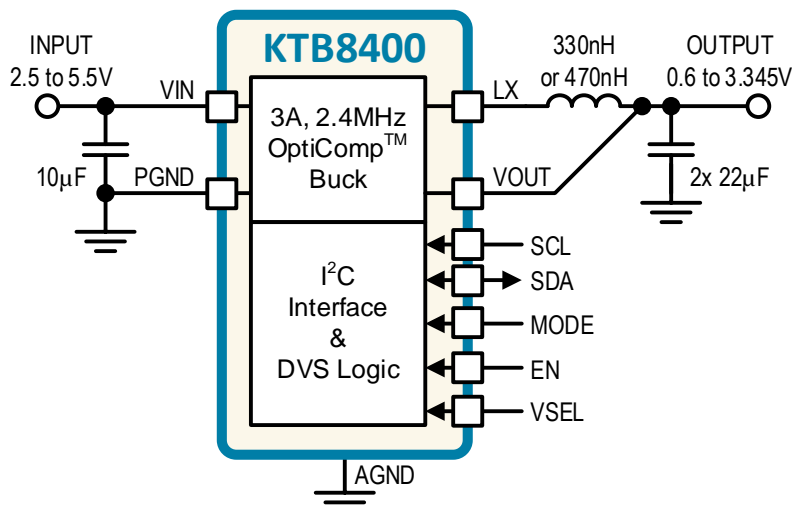 KTB8400
INPUT
2.5 to 5.5V
VIN
10μF
PGND
3A, 2.4MHz
OptiComp™
Buck
LX
330nH
or 470nH
OUTPUT
0.6 to 3.345V
VOUT
2x 22μF
I²C
Interface
&
DVS Logic
SCL
SDA
MODE
EN
VSEL
AGND